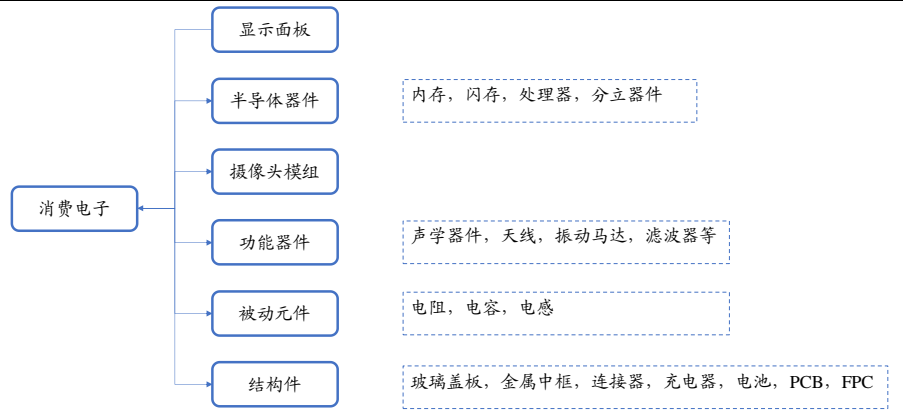 显示面板
半导体器件
内存，闪存，处理器，分立器件
摄像头模组
消费电子
功能器件
声学器件，天线，振动马达，滤波器等
被动元件
电阻，电容，电感
结构件
玻璃盖板，金属中框，连接器，充电器，电池，PCB，FPC